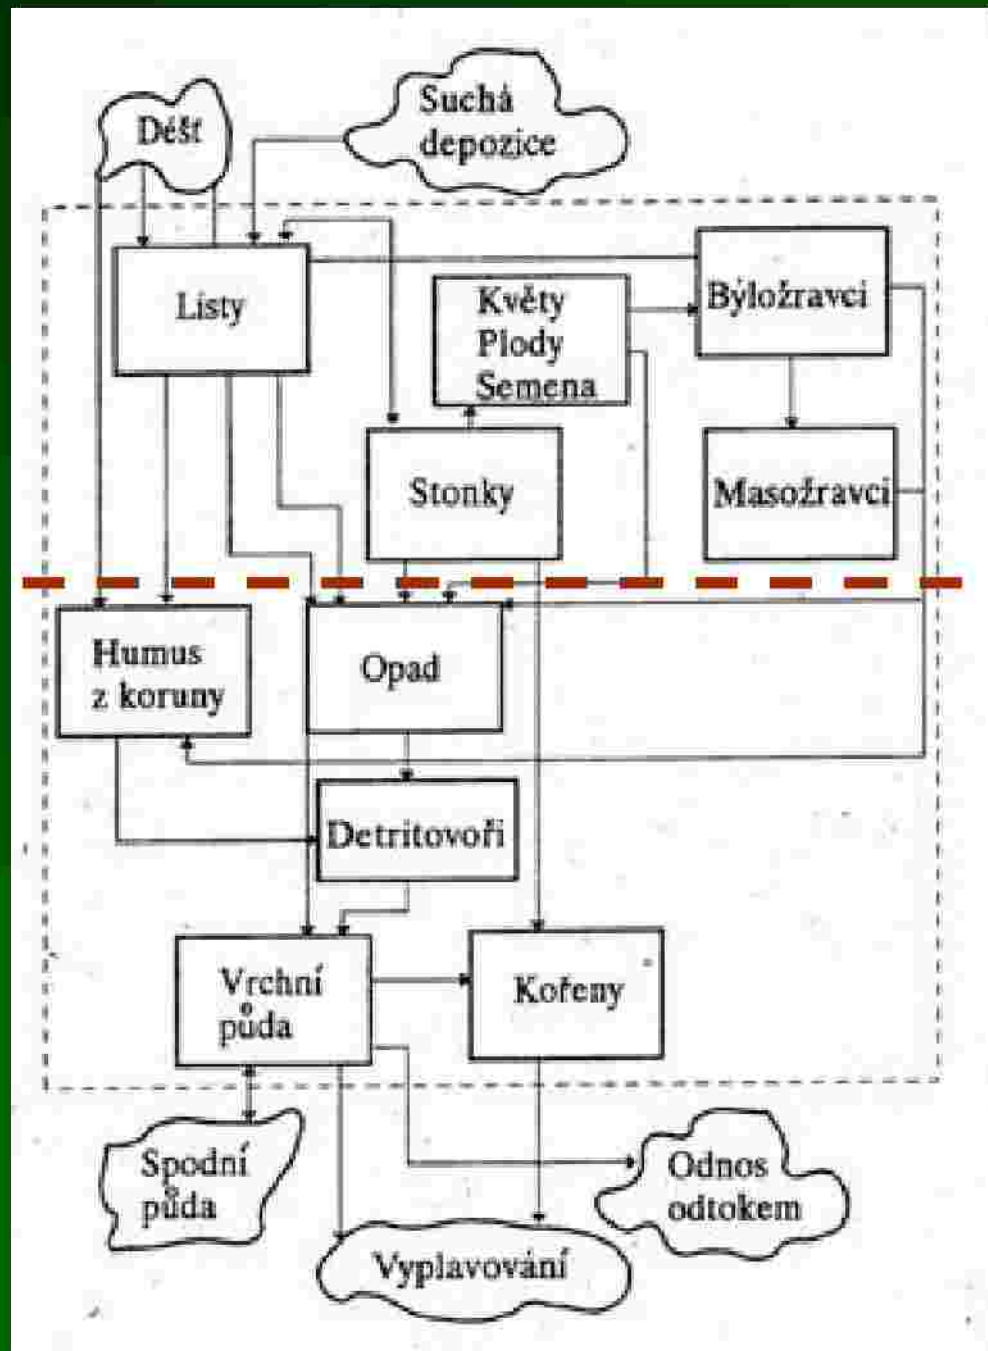 Déšť
Suchá
depozice
Listy
Květy
Plody
Semena
Býložravci
Stonky
Masožravci
Humus
z koruny
Opad
Detritovoři
Vrchní
půda
Kořeny
Spodní
půda
Odnos
odtokem
Vyplavování